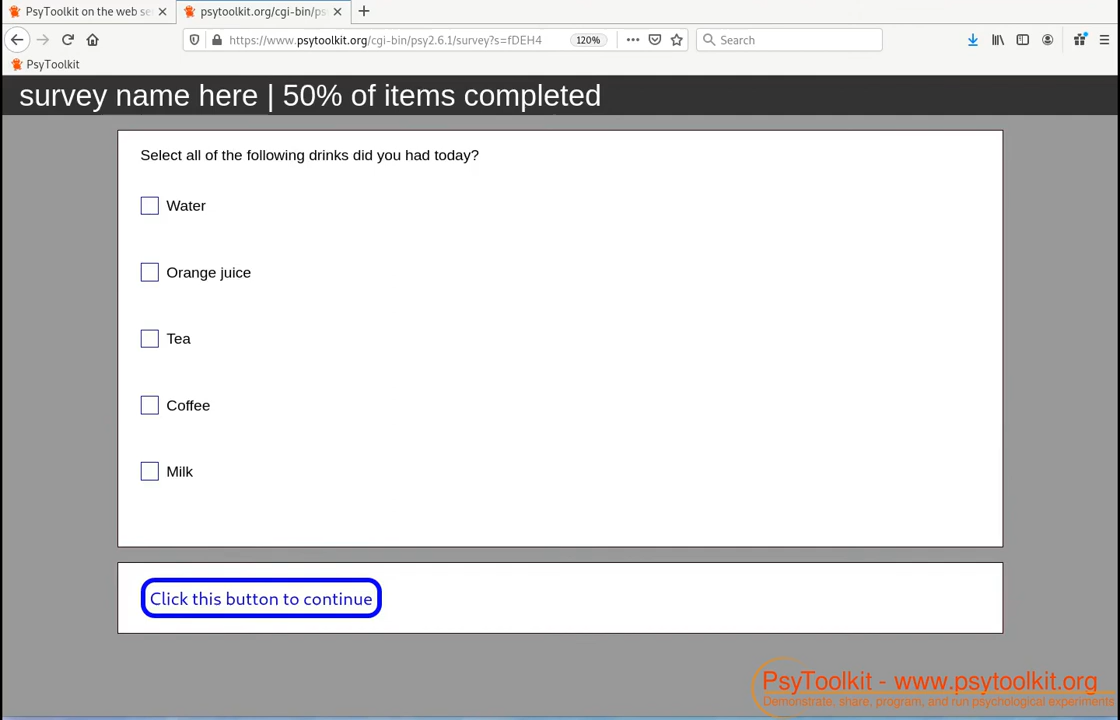 PsyToolkit on the web se
psytoolkit.org/cgi-bin/ps
https://www.psytoolkit.org/cgi-bin/psy2.6.1/survey?s=fDEH4
120%
Search
PsyToolkit
survey name here | 50% of items completed
Select all of the following drinks did you had today?
Water
Orange juice
Tea
Coffee
Milk
Click this button to continue
PsyToolkit - www.psytoolkit.org
Demonstrate, share, program, and run psychological experiments